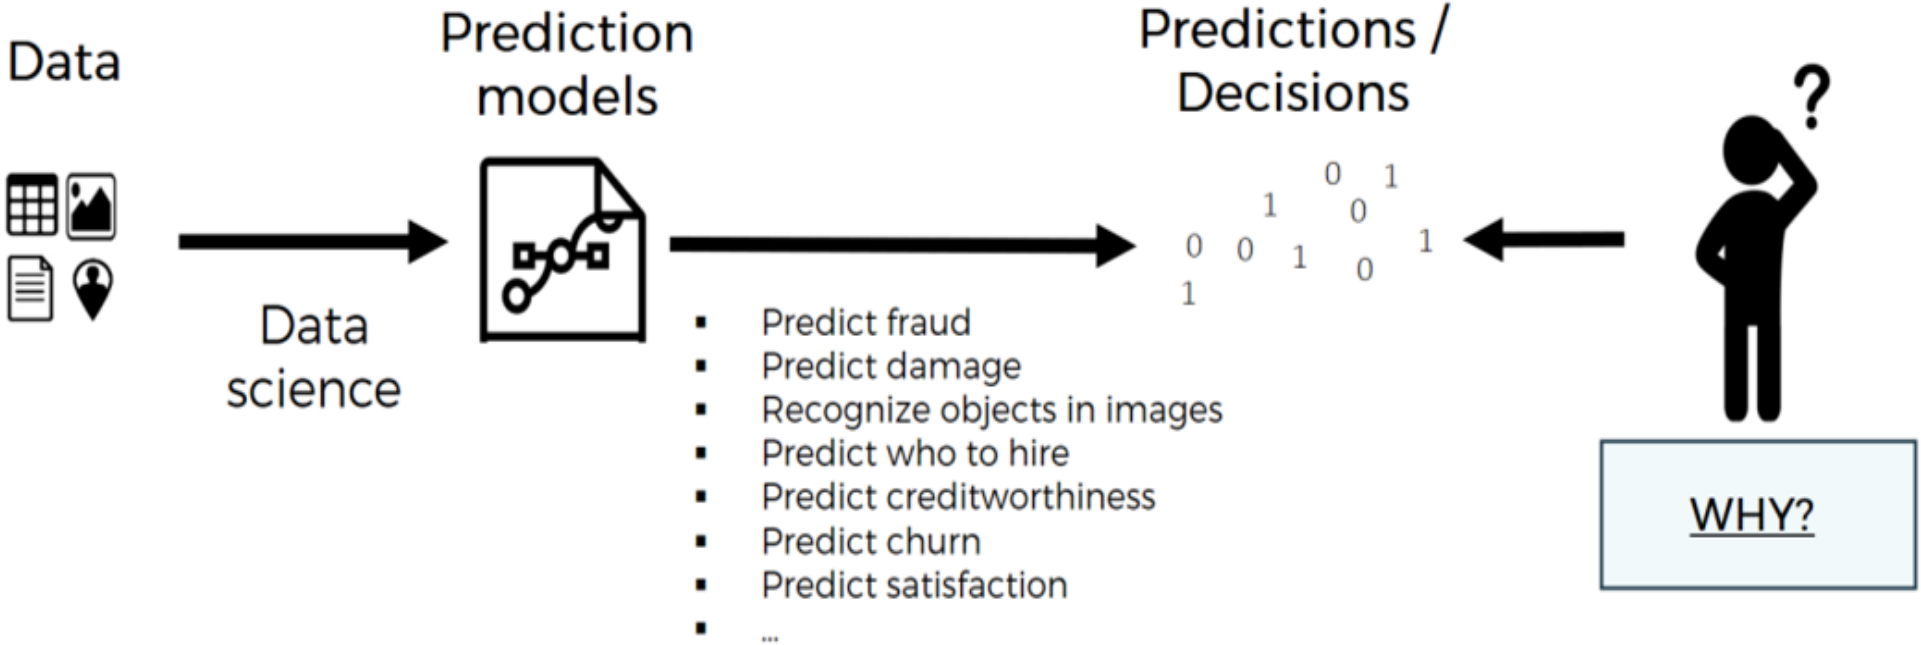 Data
Prediction
models
Predictions /
Decisions
?
0 1
1 0
0 0 1 0 1
1
Data
science
▪ Predict fraud
▪ Predict damage
▪ Recognize objects in images
▪ Predict who to hire
▪ Predict creditworthiness
▪ Predict churn
▪ Predict satisfaction
▪ ...
WHY?